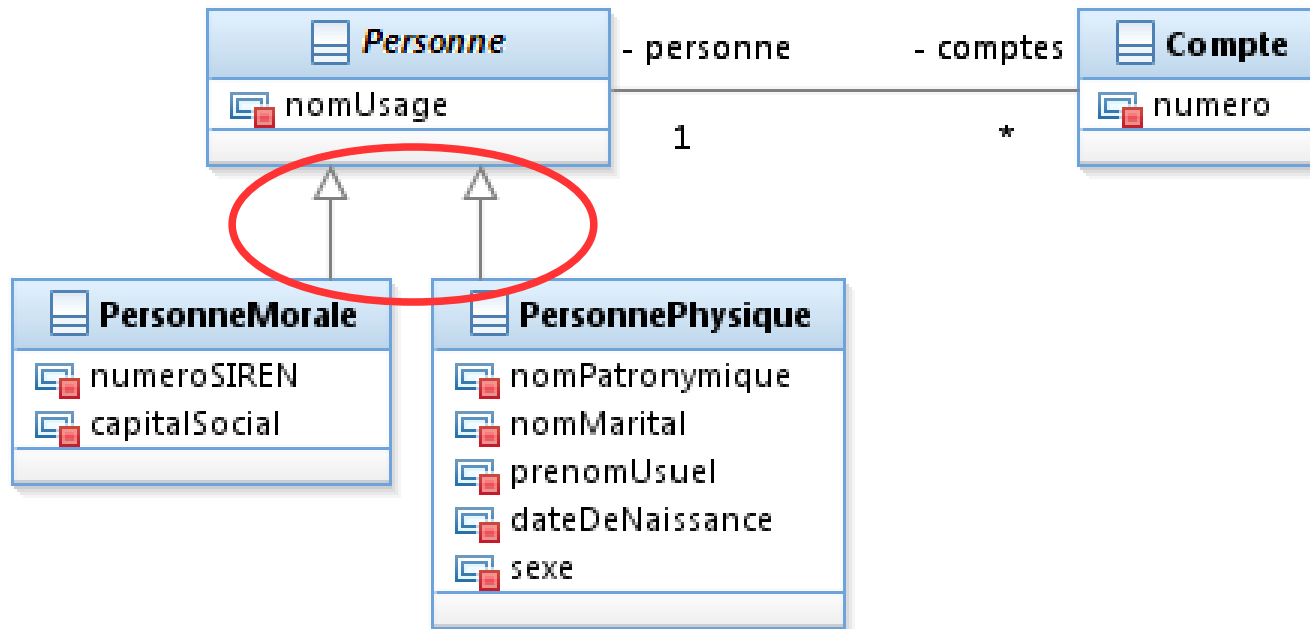 Personne
nomUsage
- personne
- comptes
1
*
Compte
numero
PersonneMorale
numeroSIREN
capitalSocial
PersonnePhysique
nomPatronymique
nomMarital
prenomUsuel
dateDeNaissance
sexe